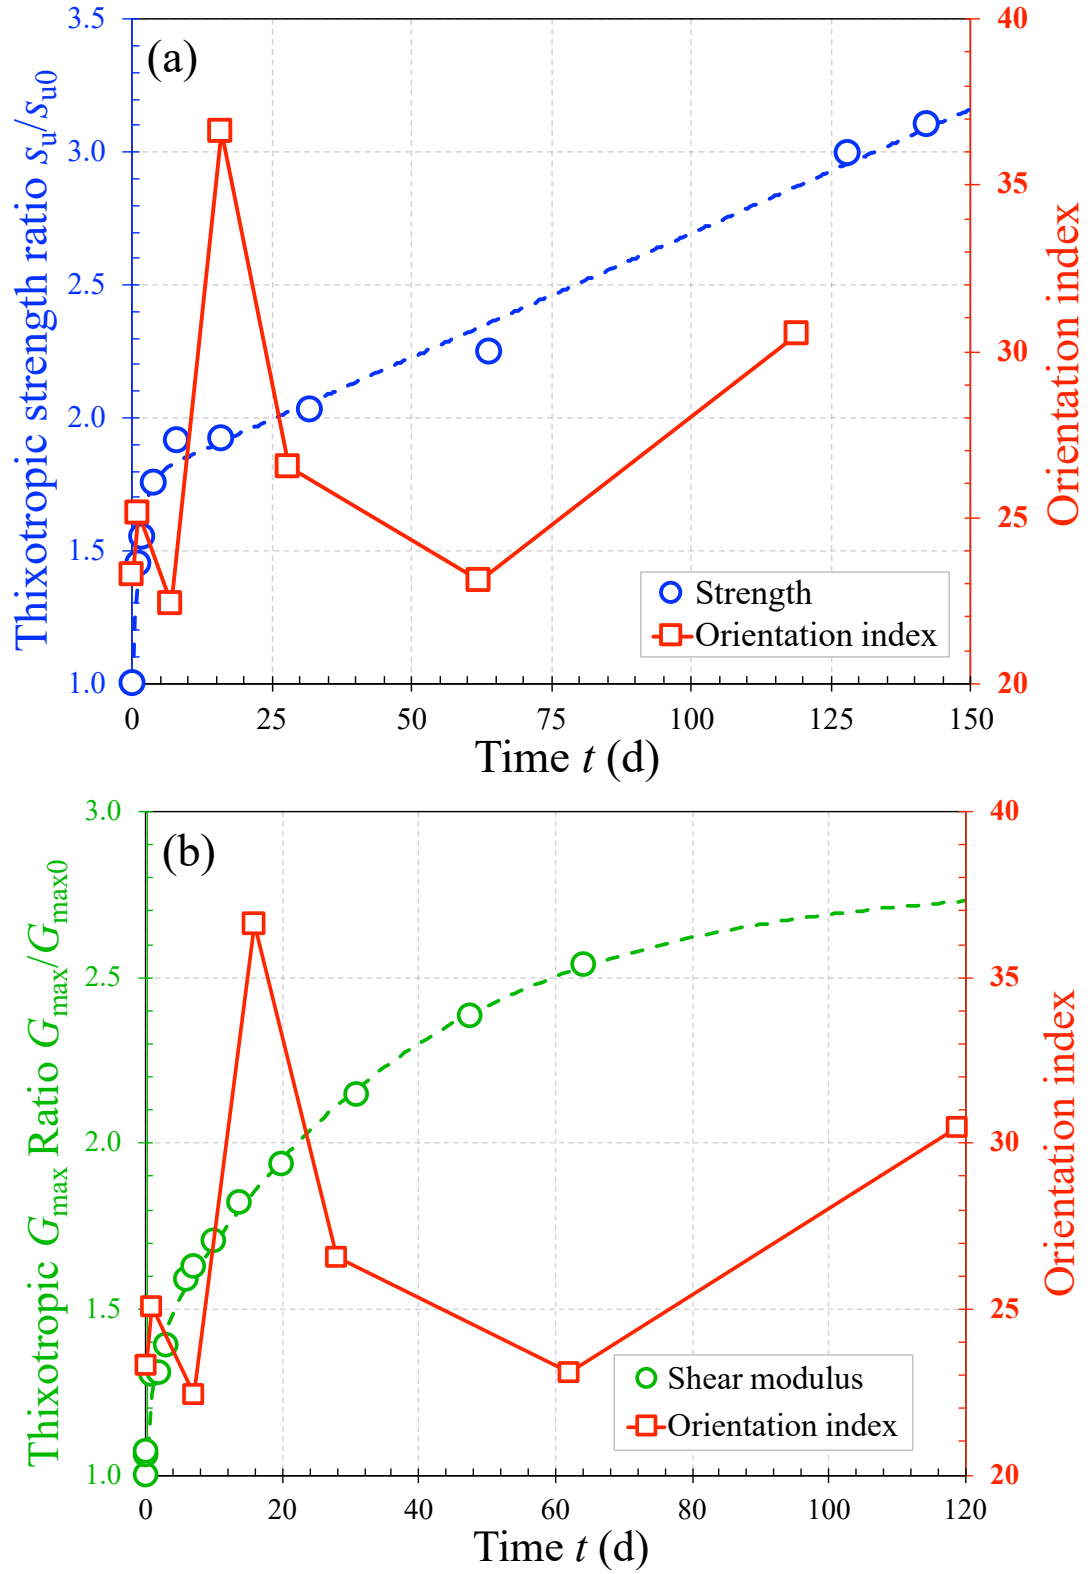 (a)
Thixotropic strength ratio su/su0
3.5
3.0
2.5
2.0
1.5
1.0
40
35
30
25
20
Orientation index
Strength
Orientation index
0 25 50 75 100 125 150
Time t (d)
(b)
Thixotropic Gmax Ratio Gmax/Gmax0
3.0
2.5
2.0
1.5
1.0
40
35
30
25
20
Orientation index
Shear modulus
Orientation index
0 20 40 60 80 100 120
Time t (d)